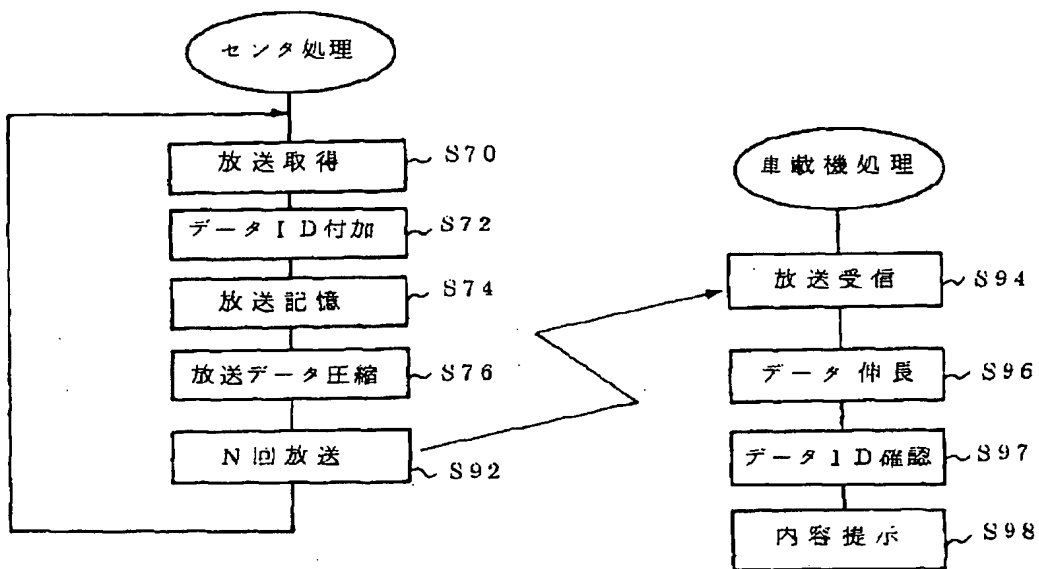 センタ処理
放送取得 S70
データID付加 S72
放送記憶 S74
放送データ圧縮 S76
N回放送 S92
車載機処理
放送受信 S94
データ伸長 S96
データID確認 S97
内容提示 S98